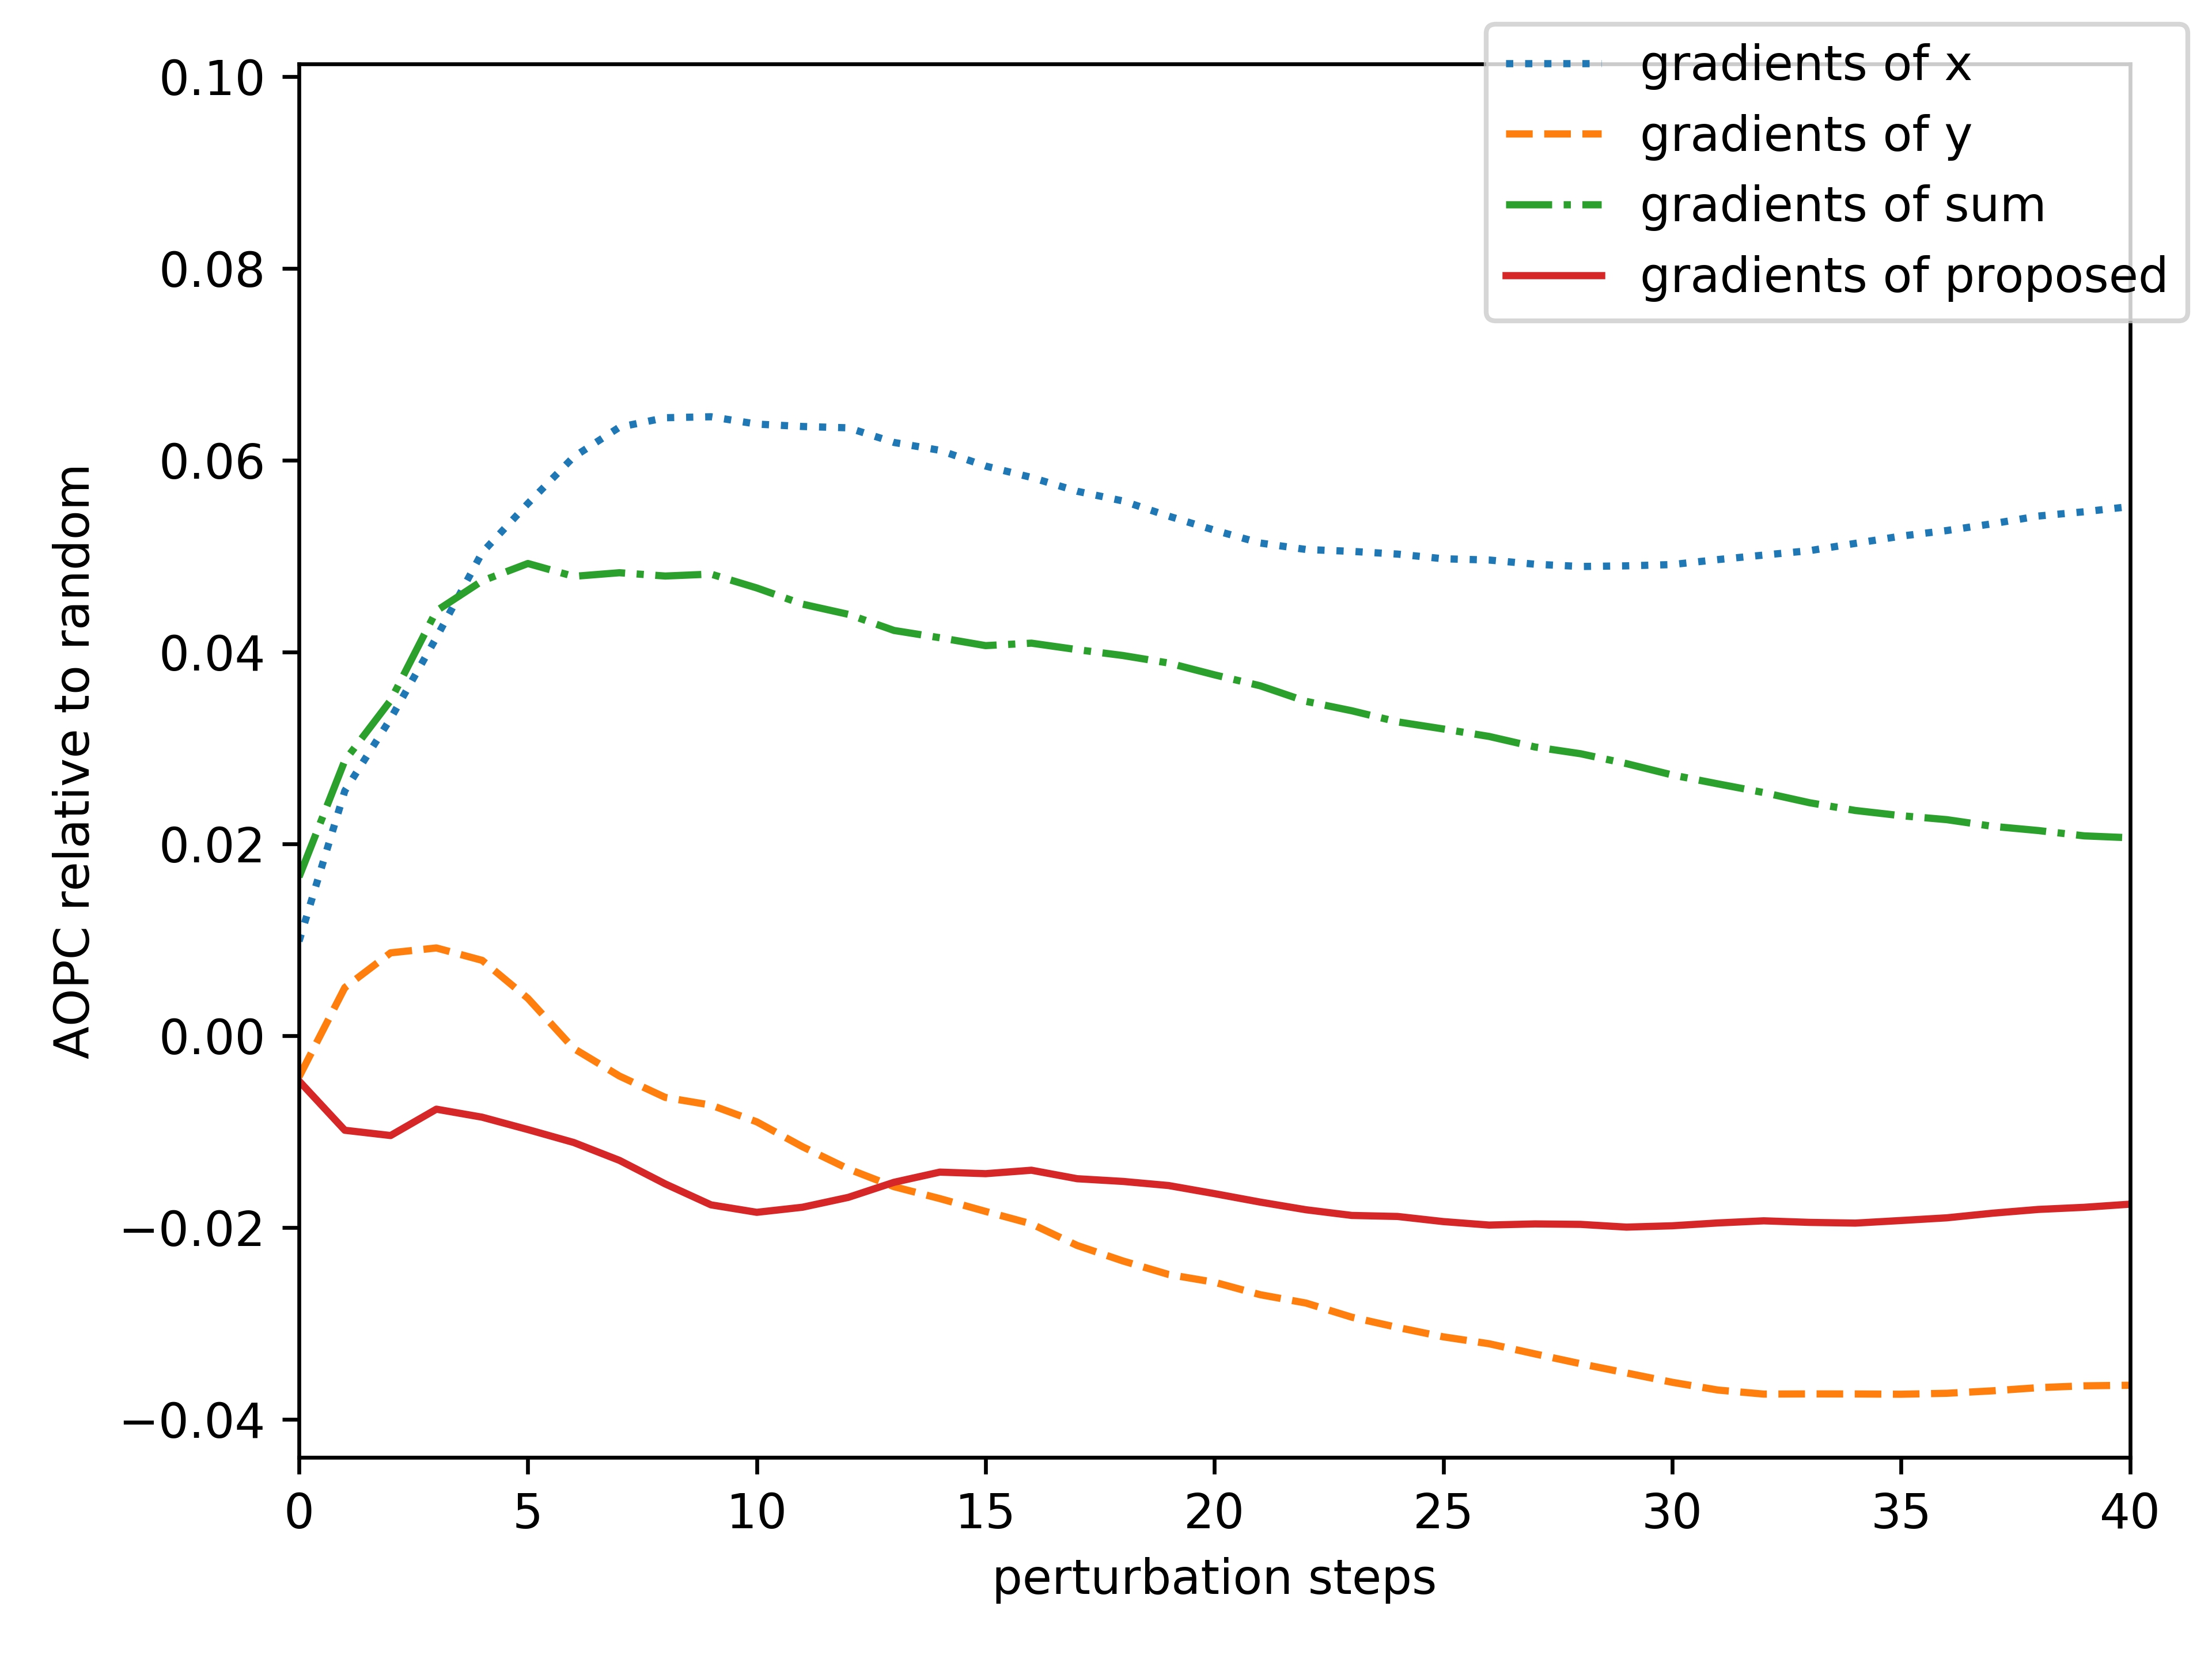 gradients of x
gradients of y
gradients of sum
gradients of proposed
AOPC relative to random
0.10
0.08
0.06
0.04
0.02
0.00
−0.02
−0.04
0 5 10 15 20 25 30 35 40
perturbation steps